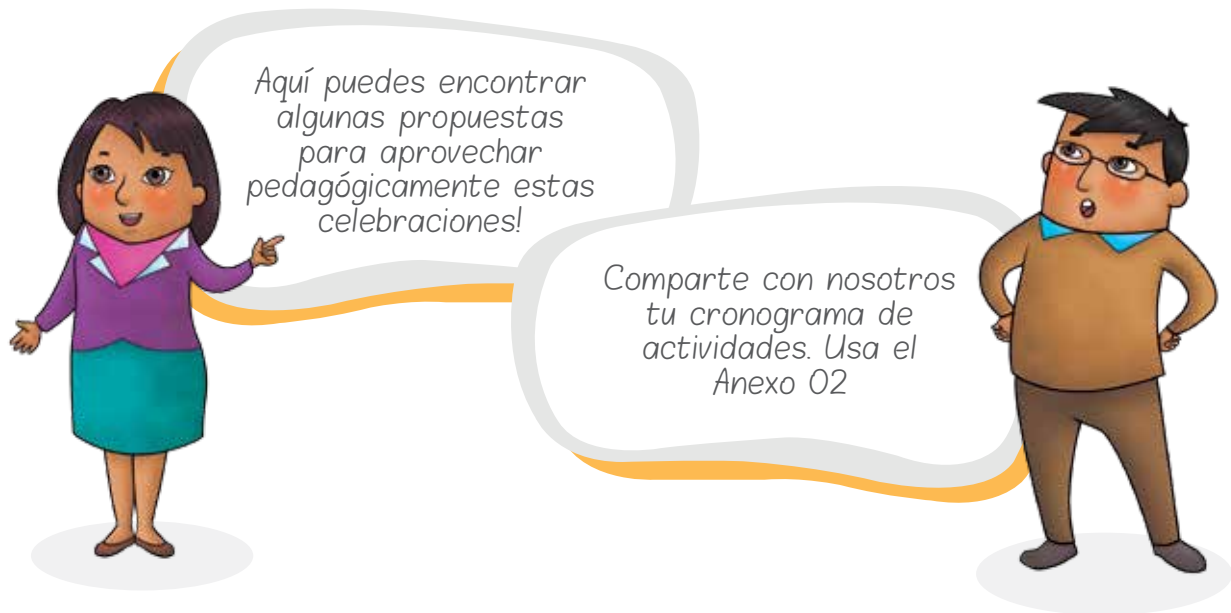 Aquí puedes encontrar
algunas propuestas
para aprovechar
pedagógicamente estas
celebraciones!
Comparte con nosotros
tu cronograma de
actividades. Usa el
Anexo 02